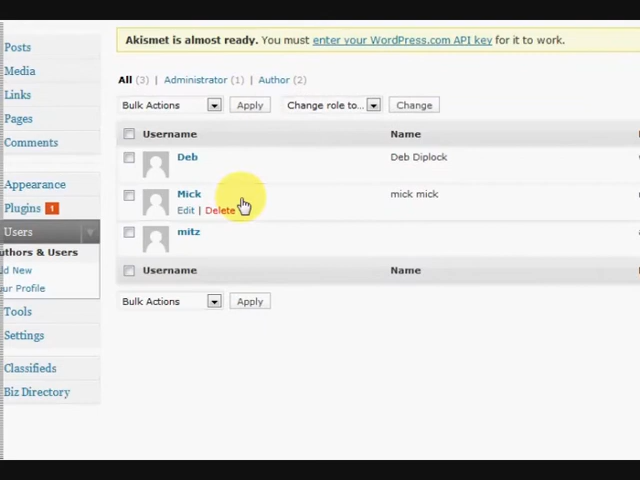 Akismet is almost ready. You must enter your WordPress.com API key for it to work.
Posts
Media
Links
Pages
Comments
Appearance
Plugins 1
Users
uthors & Users
d New
ur Profile
Tools
Settings
Classifieds
Biz Directory
All (3) | Administrator (1) | Author (2)
Bulk Actions Apply Change role to... Change
Username Name
Deb Deb Diplock
Mick mick mick
Edit | Delete
mitz
Username Name
Bulk Actions Apply